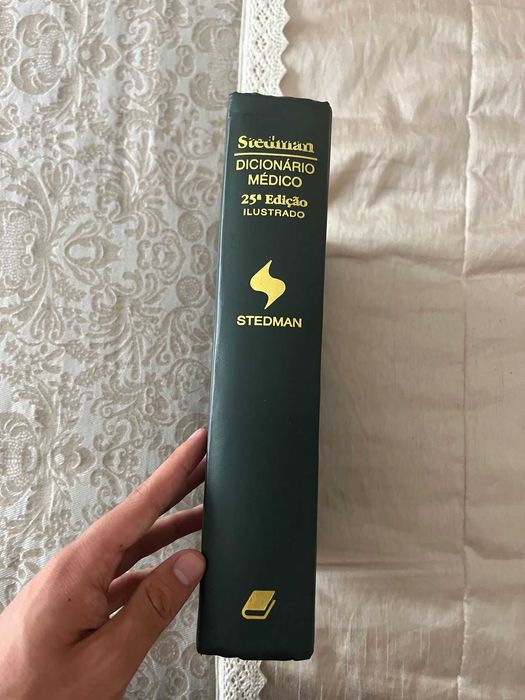 Stedman
DICIONÁRIO
MÉDICO
25ª Edição
ILUSTRADO
STEDMAN